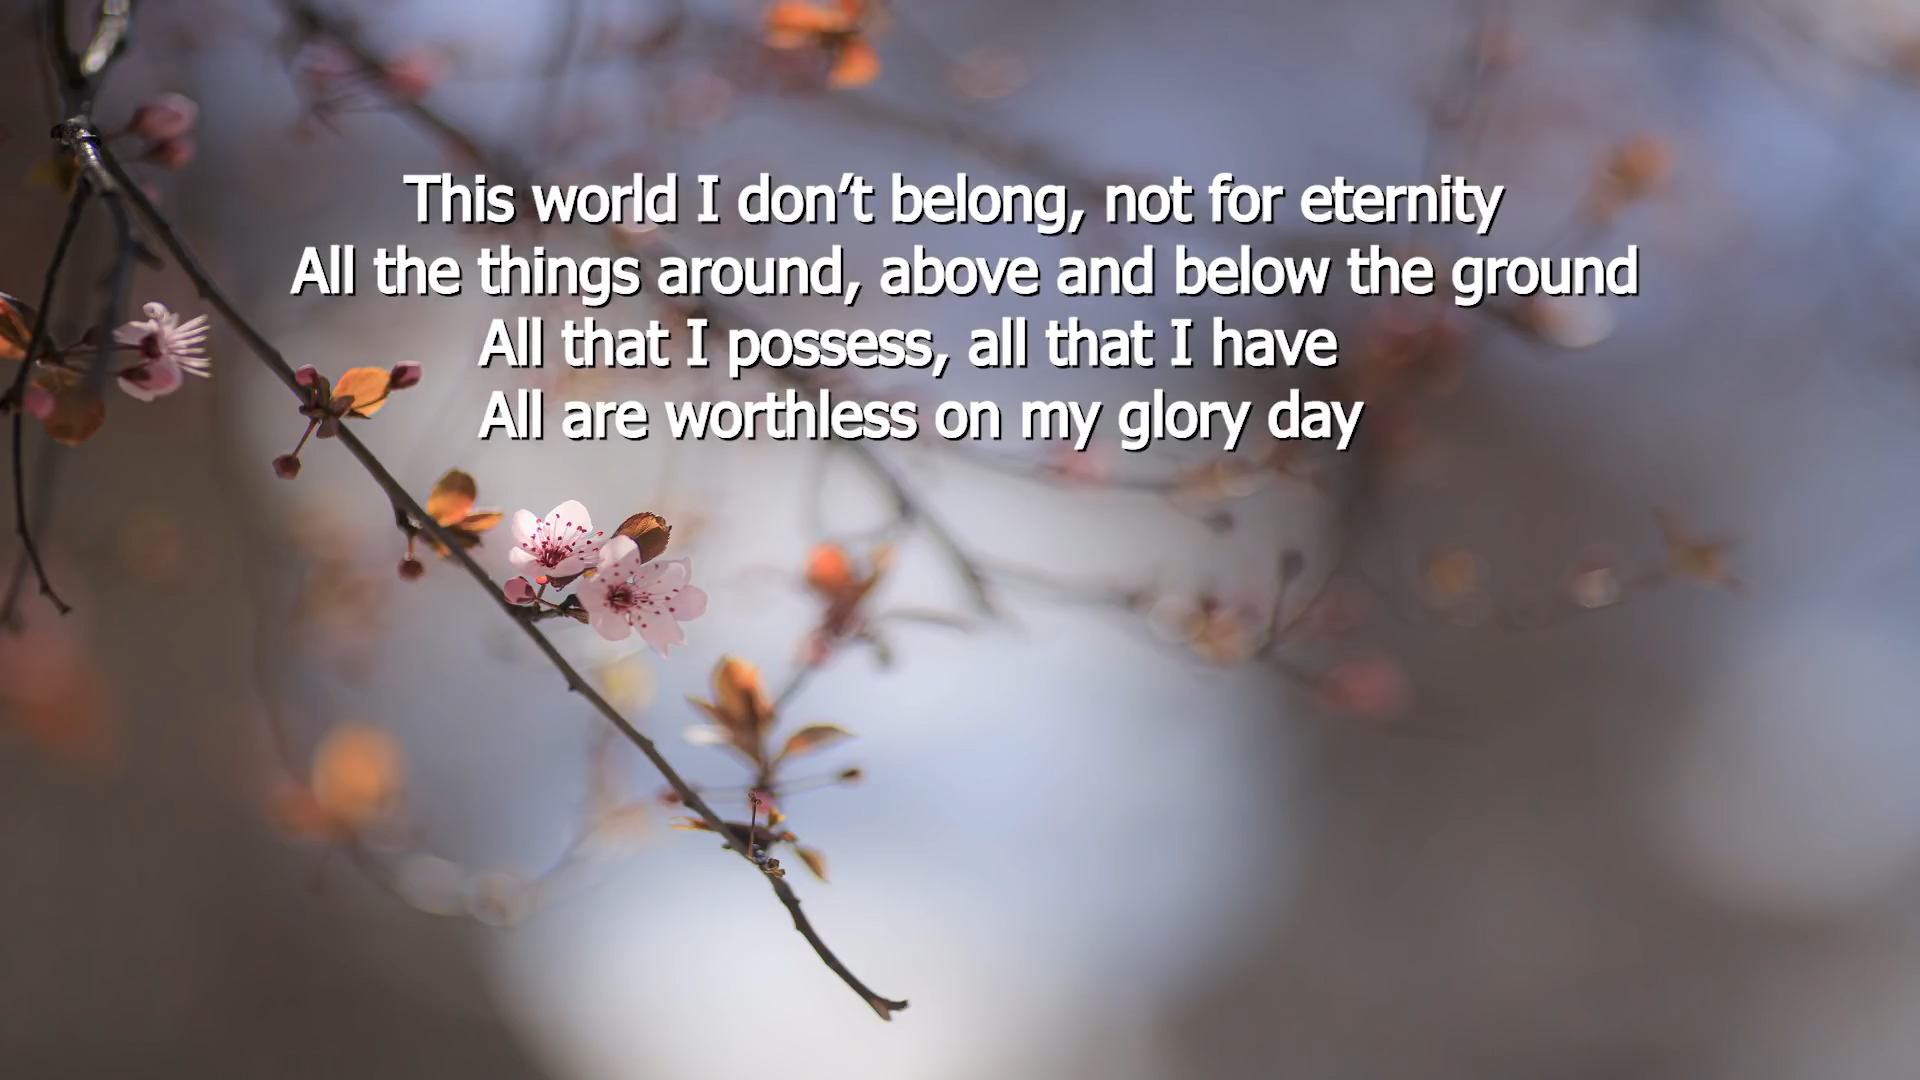 This world I don’t belong, not for eternity
All the things around, above and below the ground
All that I possess, all that I have
All are worthless on my glory day